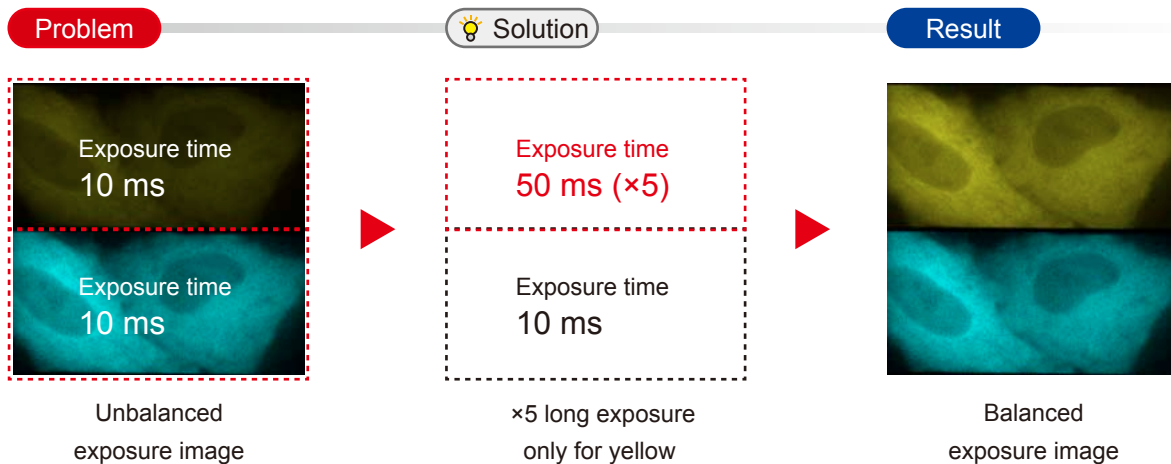 Problem
Solution
Result
Exposure time
10 ms
Exposure time
10 ms
Exposure time
50 ms (×5)
Exposure time
10 ms
Unbalanced
exposure image
×5 long exposure
only for yellow
Balanced
exposure image